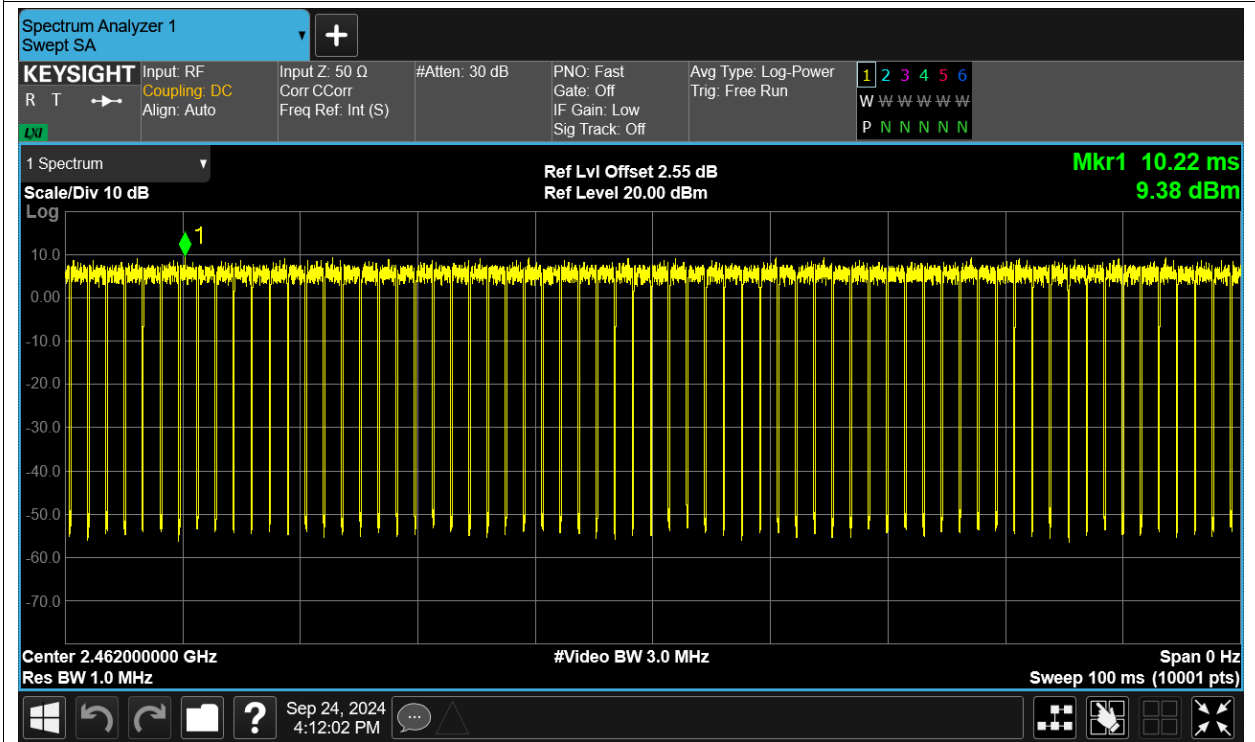 Spectrum Analyzer 1
Swept SA
+
KEYSIGHT
R T
LXI
Input: RF
Coupling: DC
Align: Auto
Input Z: 50 Ω
Corr CCorr
Freq Ref: Int (S)
#Atten: 30 dB
PNO: Fast
Gate: Off
IF Gain: Low
Sig Track: Off
Avg Type: Log-Power
Trig: Free Run
1 2 3 4 5 6
W W W W W W
P N N N N N
1 Spectrum
Scale/Div 10 dB
Log
Ref Lvl Offset 2.55 dB
Ref Level 20.00 dBm
Mkr1 10.22 ms
9.38 dBm
1
10.0
0.00
-10.0
-20.0
-30.0
-40.0
-50.0
-60.0
-70.0
Center 2.462000000 GHz
Res BW 1.0 MHz
#Video BW 3.0 MHz
Span 0 Hz
Sweep 100 ms (10001 pts)
?
Sep 24, 2024
4:12:02 PM